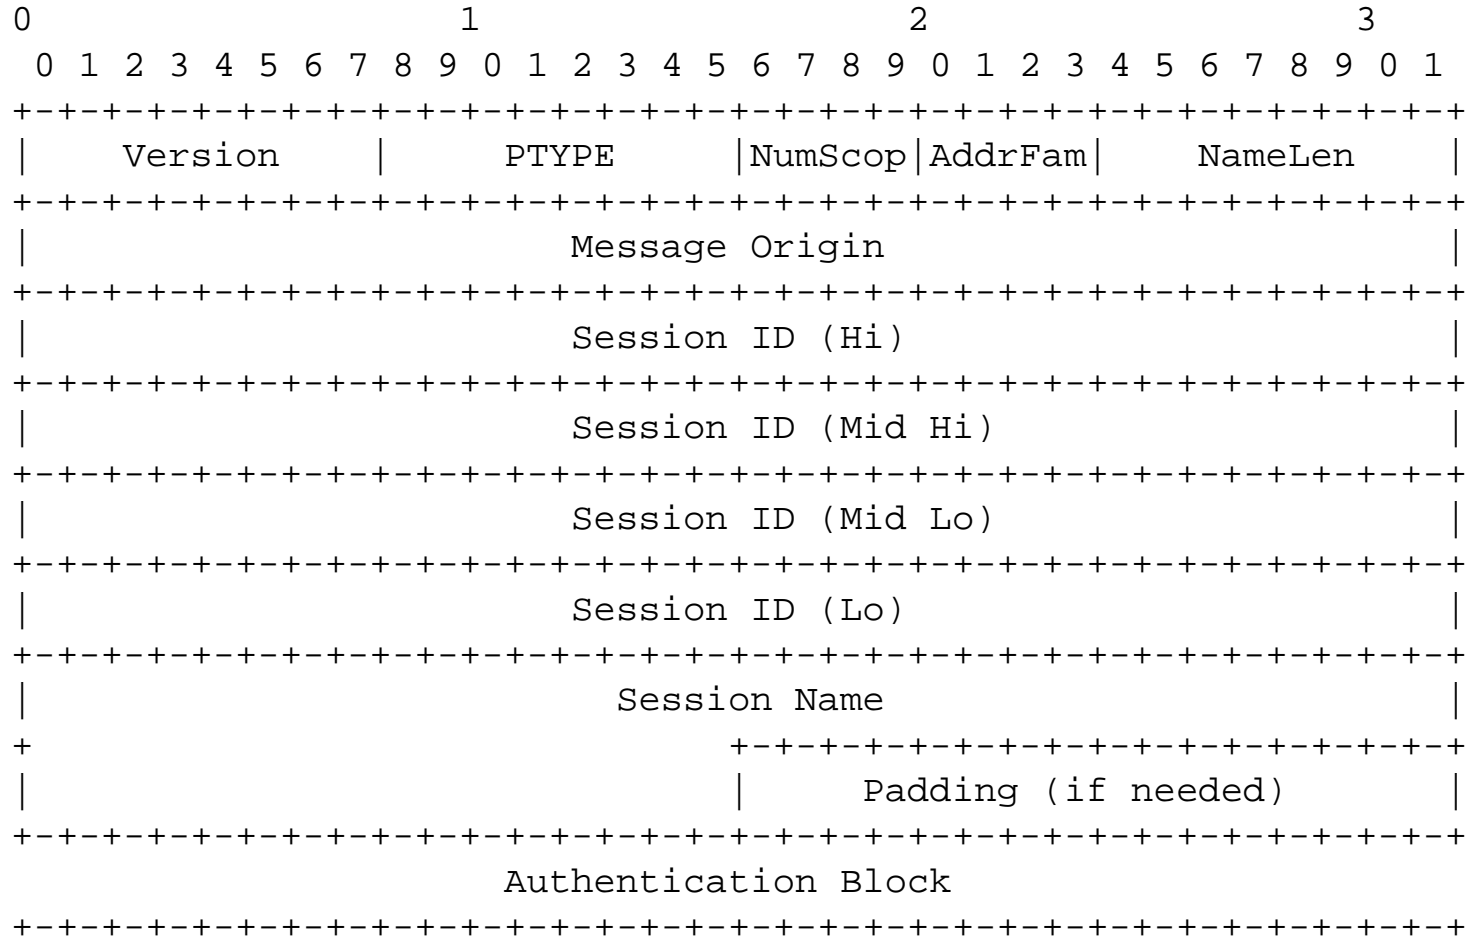 0                   1                   2                   3
 0 1 2 3 4 5 6 7 8 9 0 1 2 3 4 5 6 7 8 9 0 1 2 3 4 5 6 7 8 9 0 1
+-+-+-+-+-+-+-+-+-+-+-+-+-+-+-+-+-+-+-+-+-+-+-+-+-+-+-+-+-+-+-+-+
|    Version    |     PTYPE     |NumScop|AddrFam|    NameLen    |
+-+-+-+-+-+-+-+-+-+-+-+-+-+-+-+-+-+-+-+-+-+-+-+-+-+-+-+-+-+-+-+-+
|                        Message Origin                         |
+-+-+-+-+-+-+-+-+-+-+-+-+-+-+-+-+-+-+-+-+-+-+-+-+-+-+-+-+-+-+-+-+
|                        Session ID (Hi)                        |
+-+-+-+-+-+-+-+-+-+-+-+-+-+-+-+-+-+-+-+-+-+-+-+-+-+-+-+-+-+-+-+-+
|                        Session ID (Mid Hi)                    |
+-+-+-+-+-+-+-+-+-+-+-+-+-+-+-+-+-+-+-+-+-+-+-+-+-+-+-+-+-+-+-+-+
|                        Session ID (Mid Lo)                    |
+-+-+-+-+-+-+-+-+-+-+-+-+-+-+-+-+-+-+-+-+-+-+-+-+-+-+-+-+-+-+-+-+
|                        Session ID (Lo)                        |
+-+-+-+-+-+-+-+-+-+-+-+-+-+-+-+-+-+-+-+-+-+-+-+-+-+-+-+-+-+-+-+-+
|                          Session Name                         |
+                               +-+-+-+-+-+-+-+-+-+-+-+-+-+-+-+-+
|                               |     Padding (if needed)       |
+-+-+-+-+-+-+-+-+-+-+-+-+-+-+-+-+-+-+-+-+-+-+-+-+-+-+-+-+-+-+-+-+
                      Authentication Block
+-+-+-+-+-+-+-+-+-+-+-+-+-+-+-+-+-+-+-+-+-+-+-+-+-+-+-+-+-+-+-+-+